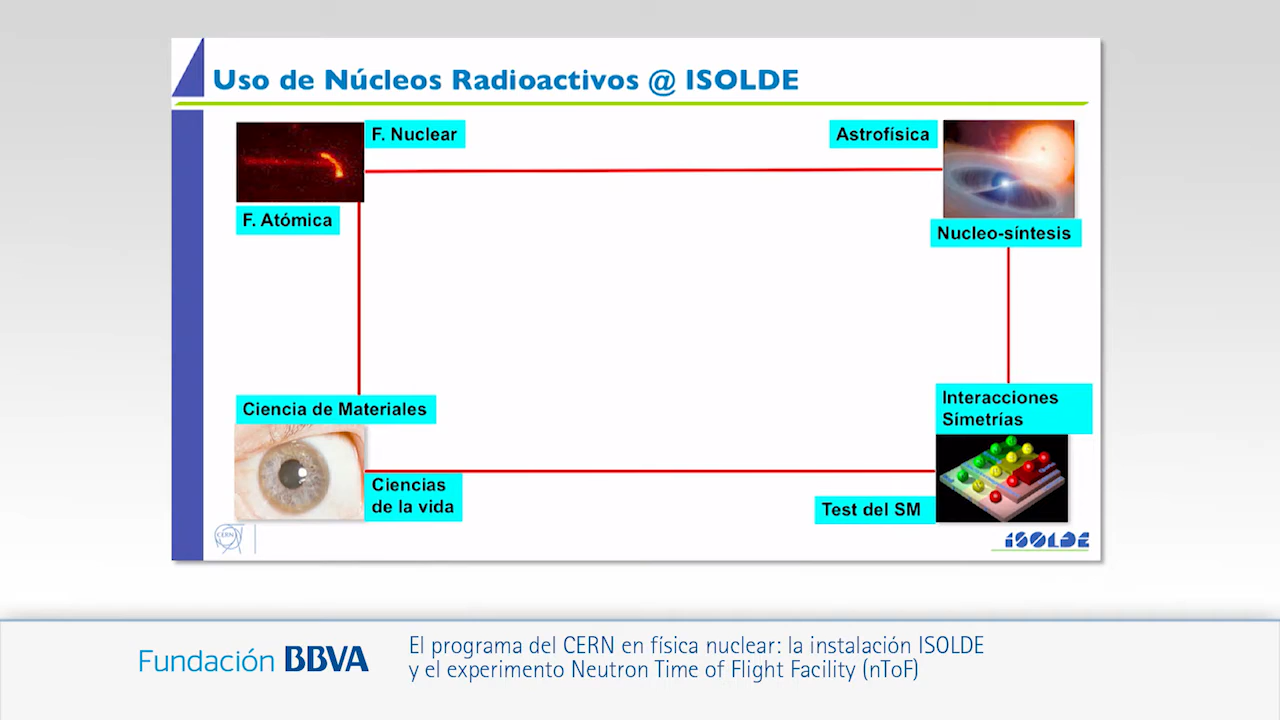 Uso de Núcleos Radioactivos @ ISOLDE
F. Nuclear
Astrofísica
F. Atómica
Nucleo-síntesis
Interacciones
Simetrías
Ciencia de Materiales
Ciencias
de la vida
Test del SM
CERN
ISOLDE
Fundación BBVA
El programa del CERN en física nuclear: la instalación ISOLDE
y el experimento Neutron Time of Flight Facility (nToF)